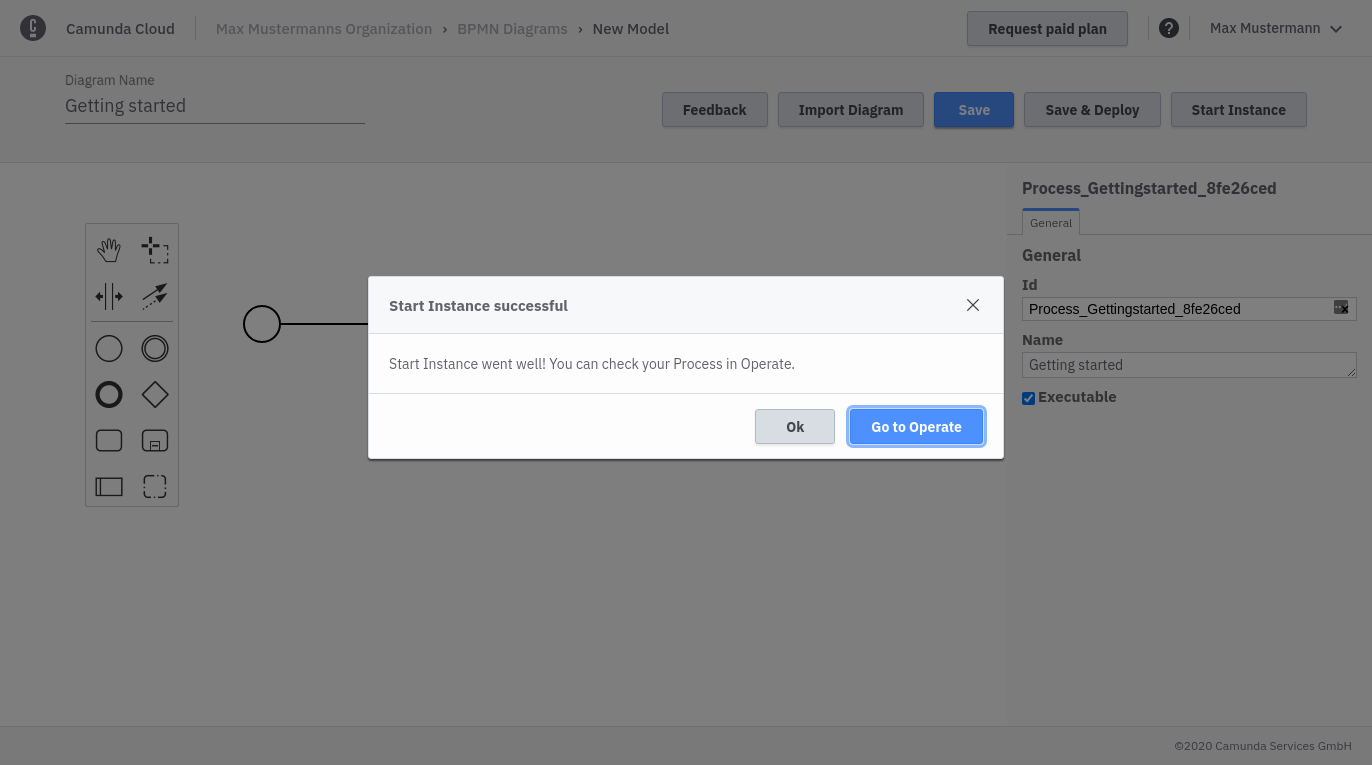 Camunda Cloud
Max Mustermanns Organization › BPMN Diagrams › New Model
Request paid plan
?
Max Mustermann
Diagram Name
Getting started
Feedback
Import Diagram
Save
Save & Deploy
Start Instance
Process_Gettingstarted_8fe26ced
General
General
Id
Process_Gettingstarted_8fe26ced
Name
Getting started
Executable
Start Instance successful
Start Instance went well! You can check your Process in Operate.
Ok
Go to Operate
©2020 Camunda Services GmbH